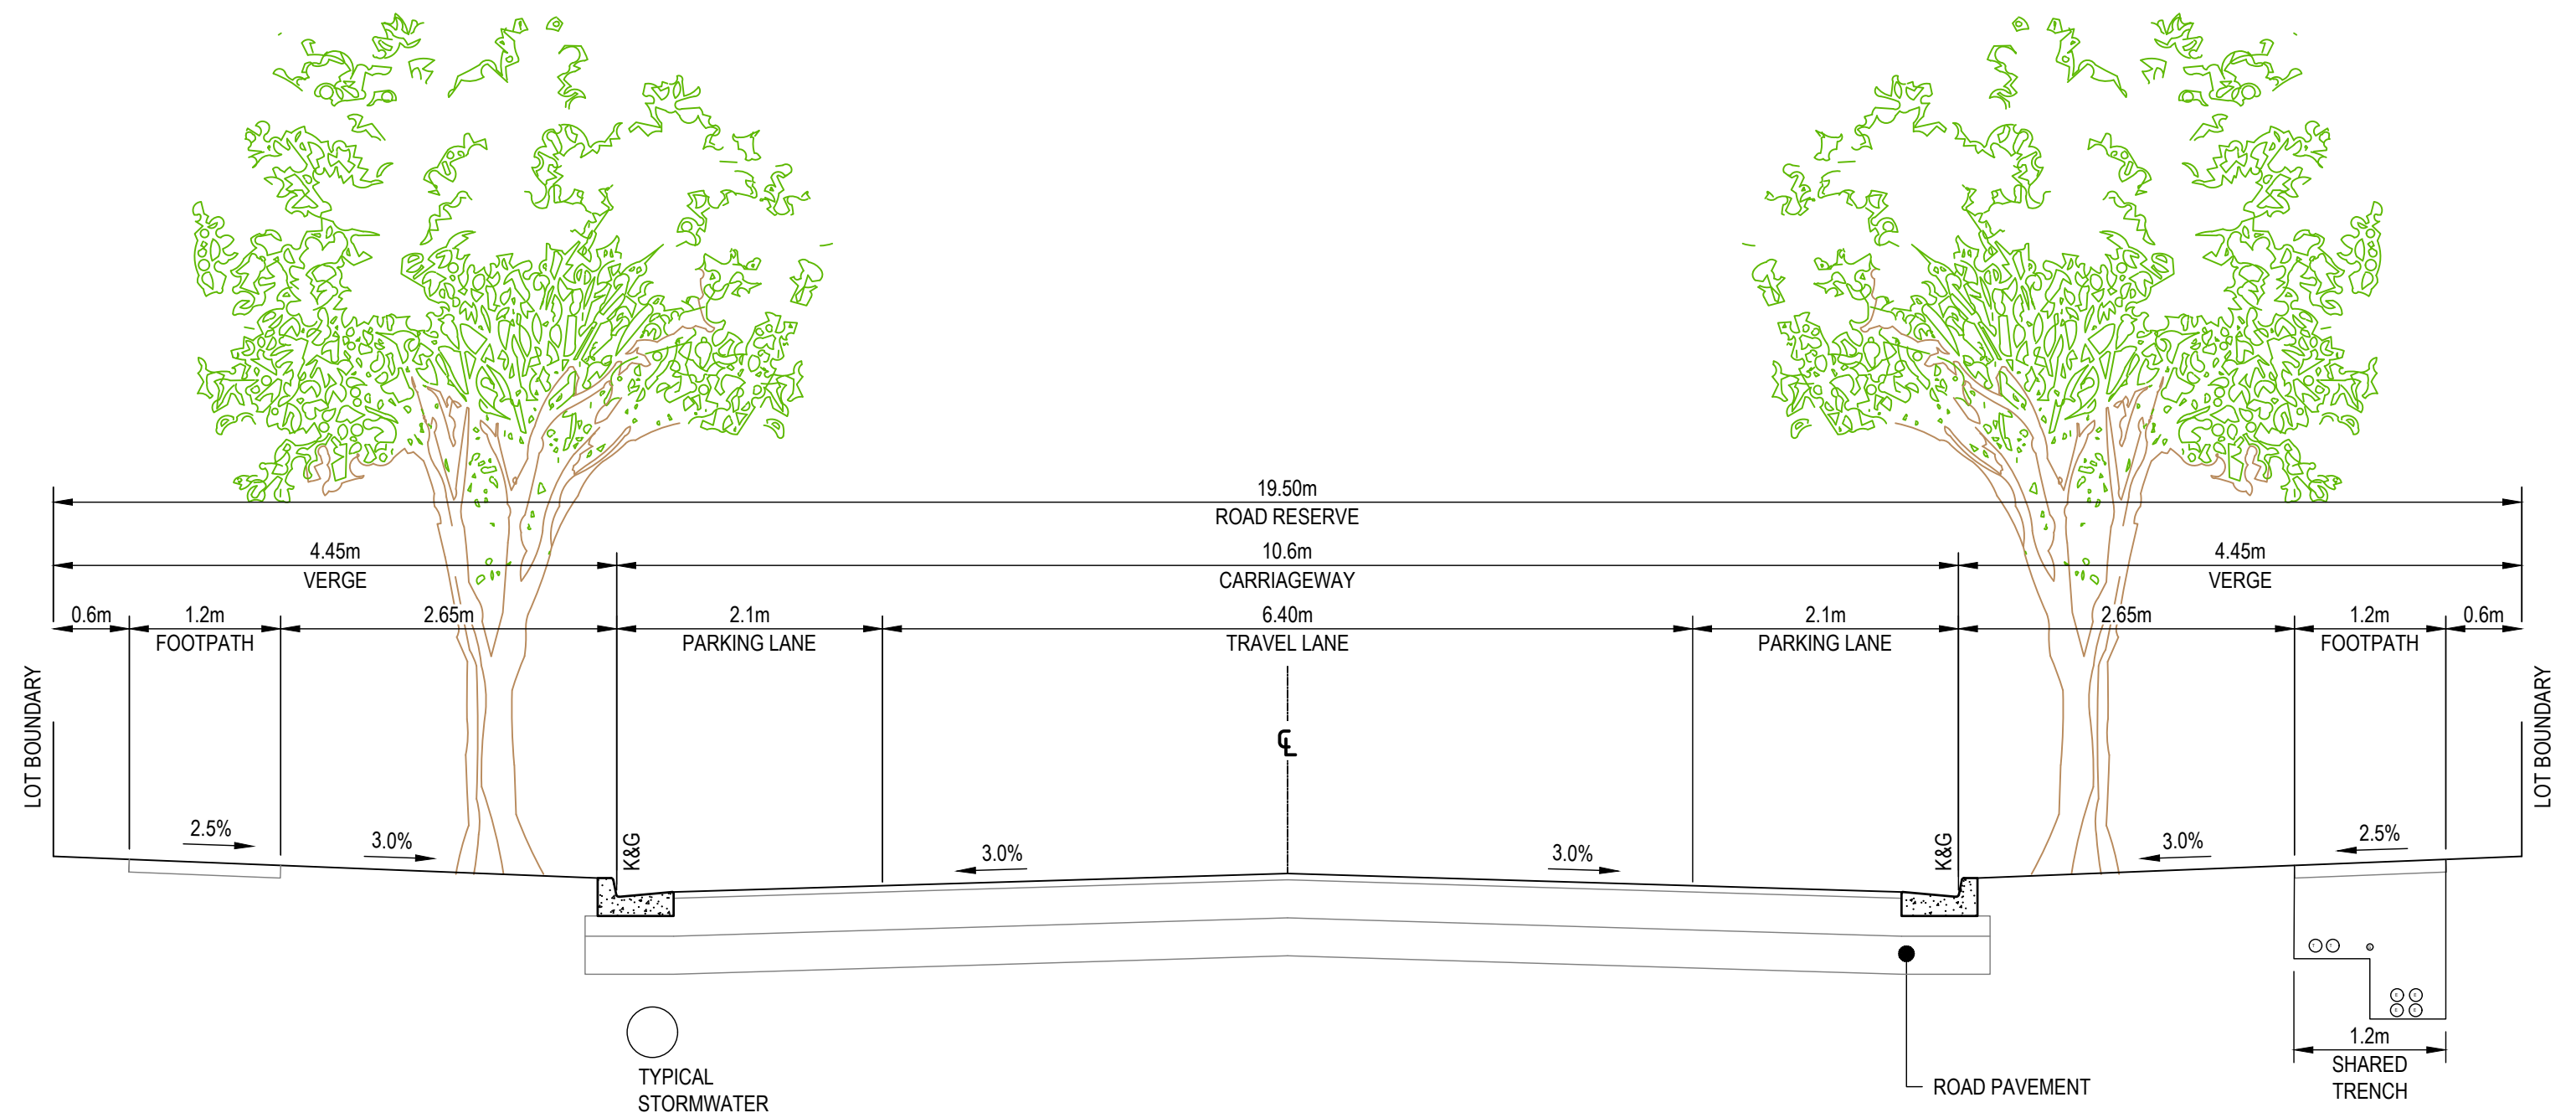 19.50m
ROAD RESERVE
4.45m
VERGE
10.6m
CARRIAGEWAY
4.45m
VERGE
0.6m
1.2m
FOOTPATH
2.65m
2.1m
PARKING LANE
6.40m
TRAVEL LANE
2.1m
PARKING LANE
2.65m
1.2m
FOOTPATH
0.6m
LOT BOUNDARY
LOT BOUNDARY
℄
2.5%
3.0%
K&G
3.0%
3.0%
K&G
3.0%
2.5%
TYPICAL
STORMWATER
ROAD PAVEMENT
1.2m
SHARED
TRENCH